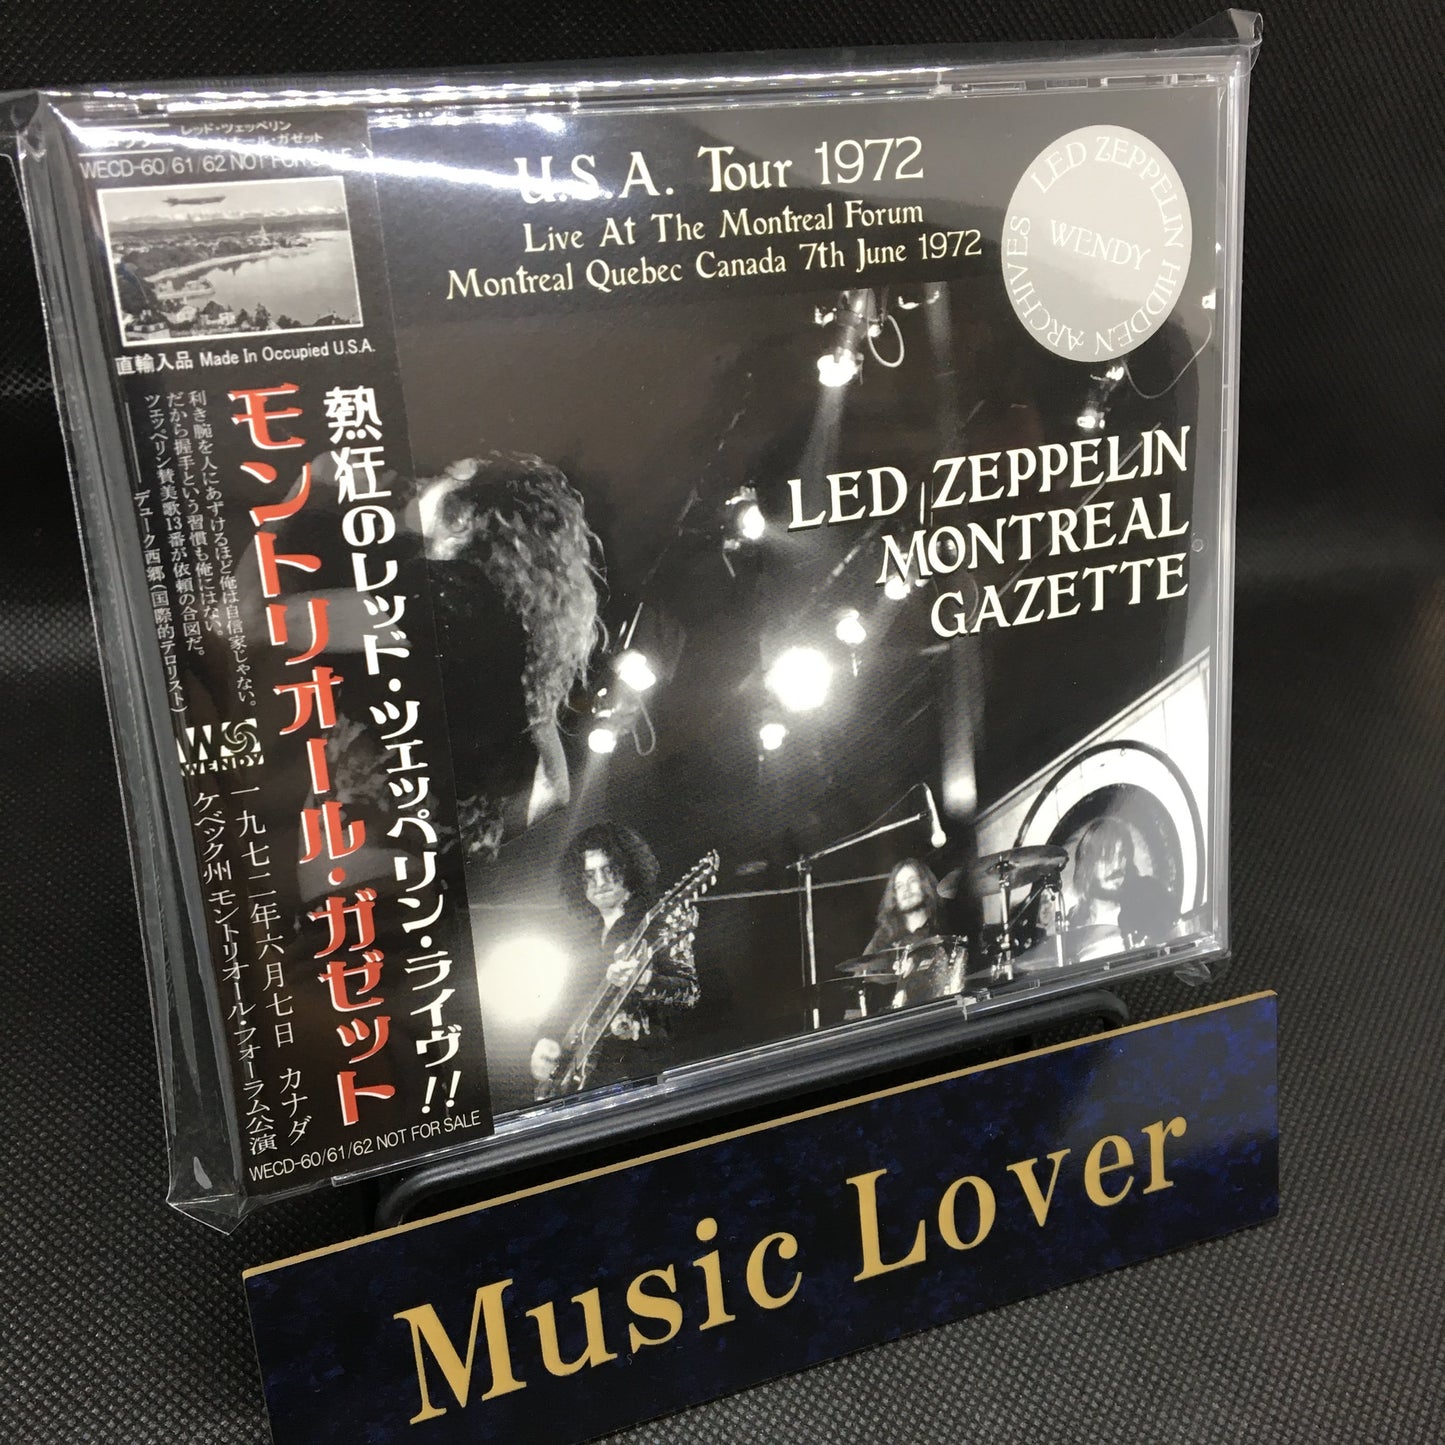 レッド・ツェッペリン
ール・ガゼット
WECD-60/61/62 NOT FOR SALE
直輸入品 Made In Occupied U.S.A.
熱狂のレッド・ツェッペリン・ライヴ!!
モントリオール・ガゼット
利き腕を人にあずけるほど俺は自信家じゃない。
だから握手という習慣も俺にはない。
ツェッペリン賛美歌13番が依頼の合図だ。
───デューク西郷(国際的テロリスト)
WENDY
一九七二年六月七日 カナダ
ケベック州 モントリオール・フォーラム公演
WECD-60/61/62 NOT FOR SALE
U.S.A. Tour 1972
Live At The Montreal Forum
Montreal Quebec Canada 7th June 1972
LED ZEPPELIN HIDDEN ARCHIVES
WENDY
LED ZEPPELIN
MONTREAL
GAZETTE
Music Lover